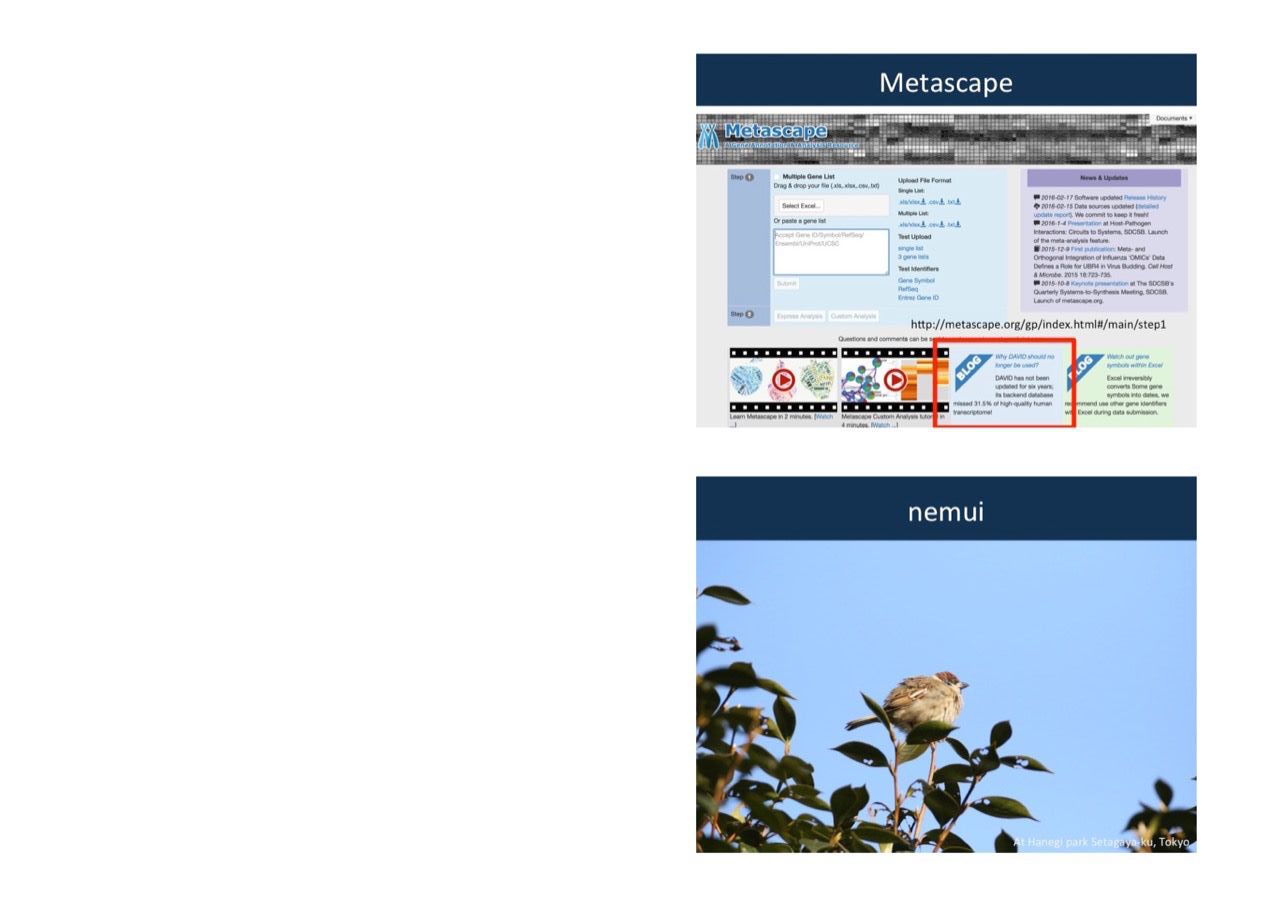 Metascape
Documents
Metascape
A Gene Annotation & Analysis Resource
Step 1
Multiple Gene List
Drag & drop your file (.xls,.xlsx,.csv,.txt)
Select Excel...
Or paste a gene list
Accept Gene ID/Symbol/RefSeq/
Ensembl/UniProt/UCSC
Submit
Upload File Format
Single List:
.xls/xlsx .csv .txt
Multiple List:
.xls/xlsx .csv .txt
Test Upload
single list
3 gene lists
Test Identifiers
Gene Symbol
RefSeq
Entrez Gene ID
News & Updates
2016-02-17 Software updated Release History
2016-02-15 Data sources updated (detailed
update report). We commit to keep it fresh!
2016-1-4 Presentation at Host-Pathogen
Interactions: Circuits to Systems, SDCSB. Launch
of the meta-analysis feature.
2015-12-9 First publication: Meta- and
Orthogonal Integration of Influenza 'OMICs' Data
Defines a Role for UBR4 in Virus Budding. Cell Host
& Microbe. 2015 18:723-735.
2015-10-8 Keynote presentation at The SDCSB's
Quarterly Systems-to-Synthesis Meeting, SDCSB.
Launch of metascape.org.
Step 2
Express Analysis
Custom Analysis
http://metascape.org/gp/index.html#/main/step1
Questions and comments can be
Learn Metascape in 2 minutes. [Watch
...]
Metascape Custom Analysis in
4 minutes. [Watch ...]
BLOG
Why DAVID should no
longer be used?
DAVID has not been
updated for six years;
its backend database
missed 31.5% of high-quality human
transcriptome!
BLOG
Watch out gene
symbols within Excel
Excel irreversibly
converts Some gene
symbols into dates, we
recommend use other gene identifiers
Excel during data submission.
nemui
At Hanegi park Setagaya-ku, Tokyo